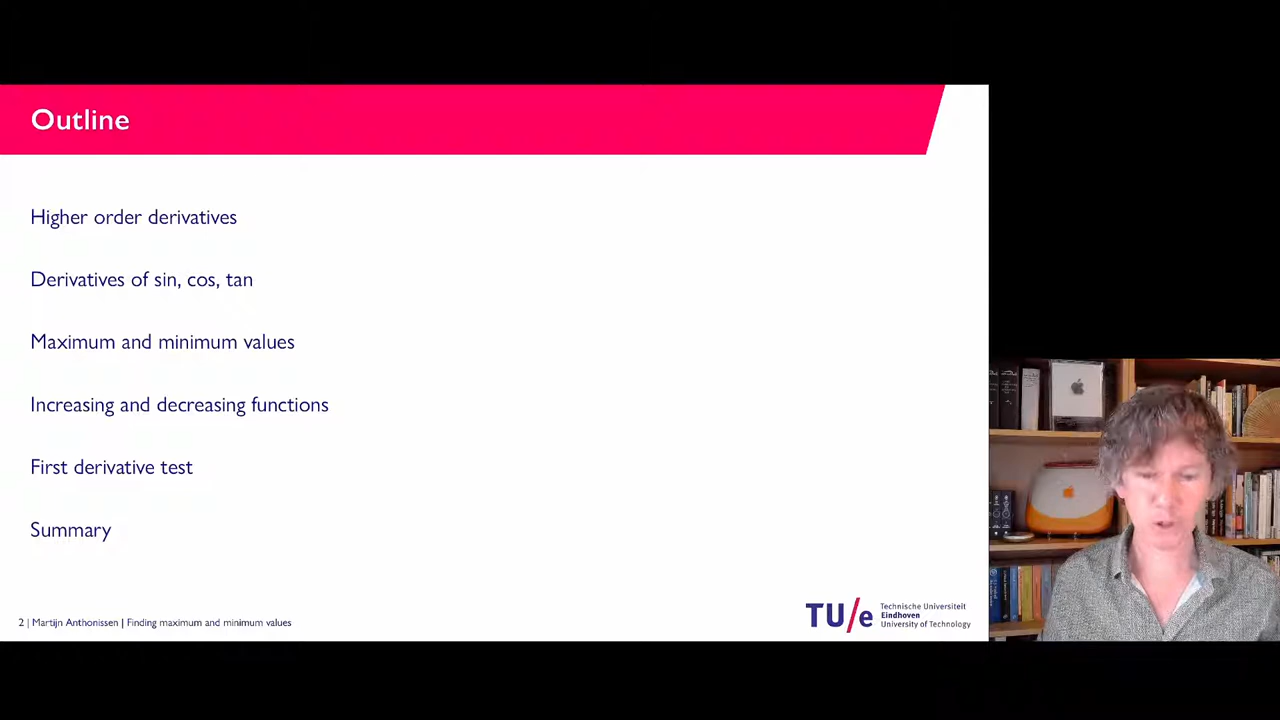 Outline
Higher order derivatives
Derivatives of sin, cos, tan
Maximum and minimum values
Increasing and decreasing functions
First derivative test
Summary
2 | Martijn Anthonissen | Finding maximum and minimum values
TU/e
Technische Universiteit
Eindhoven
University of Technology